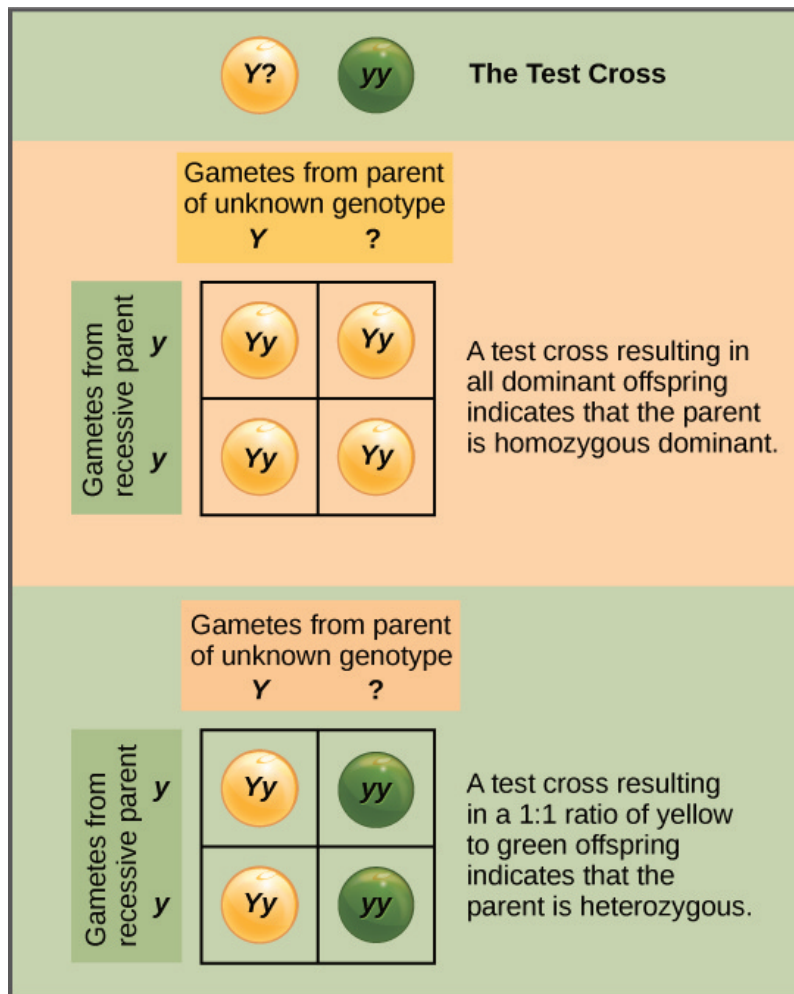 Y? yy The Test Cross
Gametes from parent
of unknown genotype
Y ?
Gametes from
recessive parent
y
y
Yy Yy
Yy Yy
A test cross resulting in
all dominant offspring
indicates that the parent
is homozygous dominant.
Gametes from parent
of unknown genotype
Y ?
Gametes from
recessive parent
y
y
Yy yy
Yy yy
A test cross resulting
in a 1:1 ratio of yellow
to green offspring
indicates that the
parent is heterozygous.